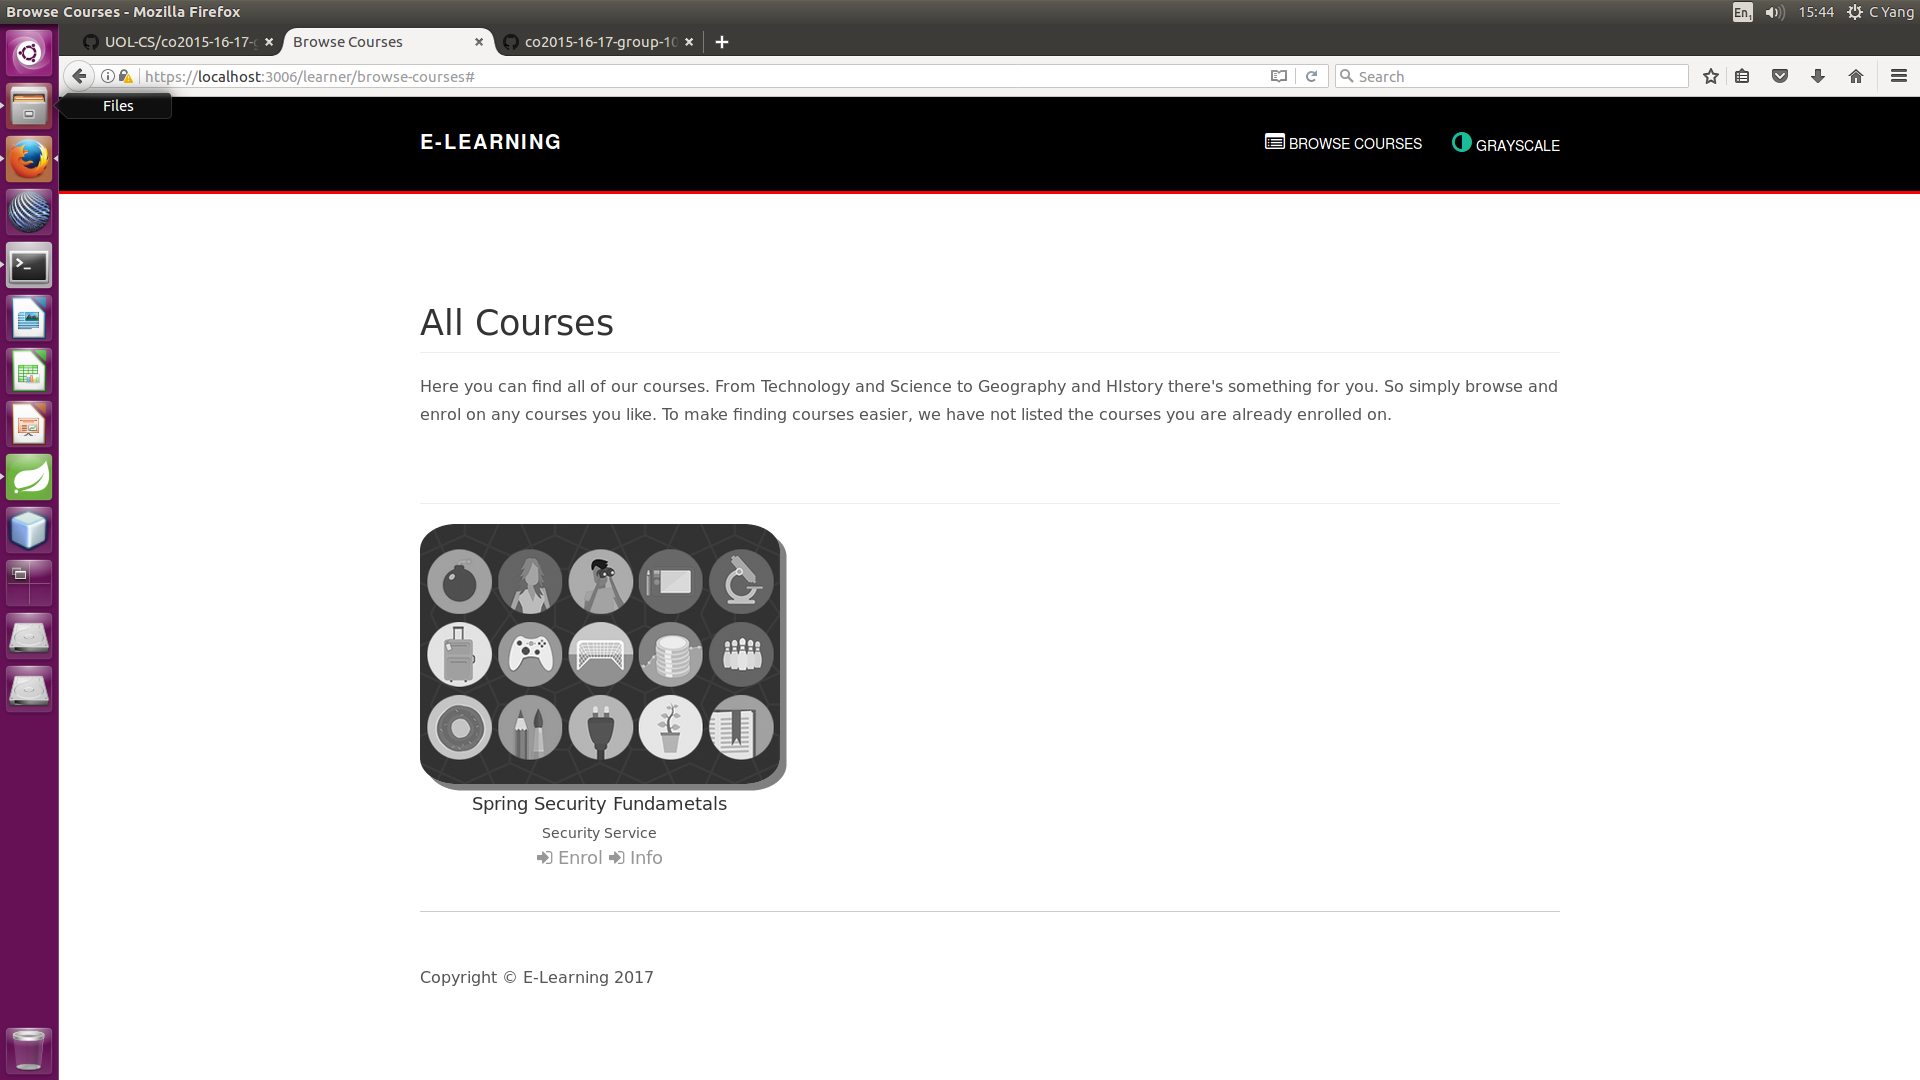 Browse Courses - Mozilla Firefox
En1 15:44 C Yang
UOL-CS/co2015-16-17-g Browse Courses co2015-16-17-group-10
https://localhost:3006/learner/browse-courses# Search
Files
E-LEARNING BROWSE COURSES GRAYSCALE
All Courses
Here you can find all of our courses. From Technology and Science to Geography and HIstory there's something for you. So simply browse and
enrol on any courses you like. To make finding courses easier, we have not listed the courses you are already enrolled on.
Spring Security Fundametals
Security Service
Enrol Info
Copyright © E-Learning 2017